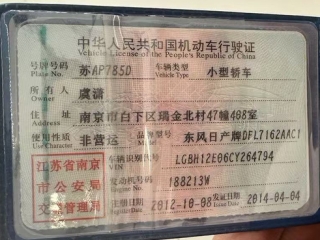 中华人民共和国机动车行驶证
Vehicle License of the People's Republic of China
号牌号码 苏AP785D 车辆类型 小型轿车
Plate No. Vehicle Type
所有人 虞潇
Owner
住址 南京市白下区瑞金北村47幢408室
Address
使用性质 非营运 品牌型号 东风日产牌DFL7162AAC1
Use Character Model
江苏省南京
市公安局
交通管理局
车辆识别代号 LGBH12E06CY264794
VIN
发动机号码 188213W
Engine No.
注册日期 2012-10-08 发证日期 2014-04-04
Register Date Issue Date